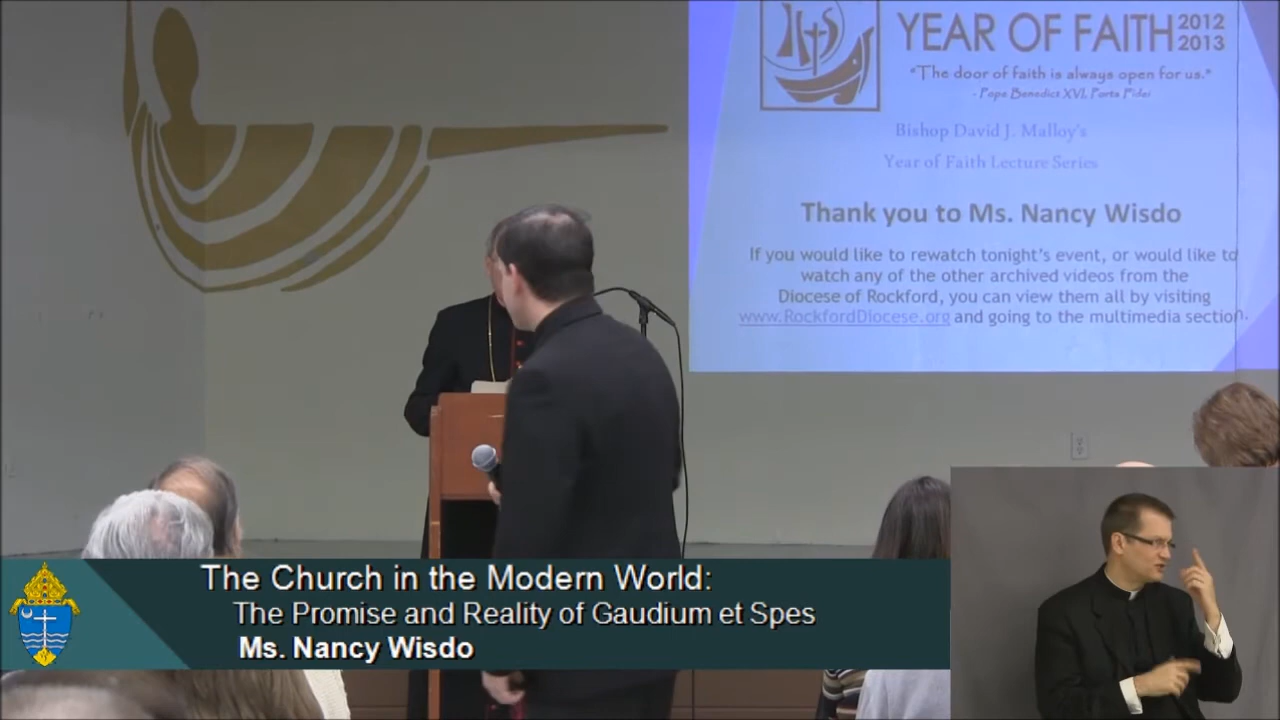 IHS
YEAR OF FAITH 2012 2013
"The door of faith is always open for us."
- Pope Benedict XVI, Porta Fidei
Bishop David J. Malloy's
Year of Faith Lecture Series
Thank you to Ms. Nancy Wisdo
If you would like to rewatch tonight's event, or would like to
watch any of the other archived videos from the
Diocese of Rockford, you can view them all by visiting
www.RockfordDiocese.org and going to the multimedia section.
The Church in the Modern World:
The Promise and Reality of Gaudium et Spes
Ms. Nancy Wisdo